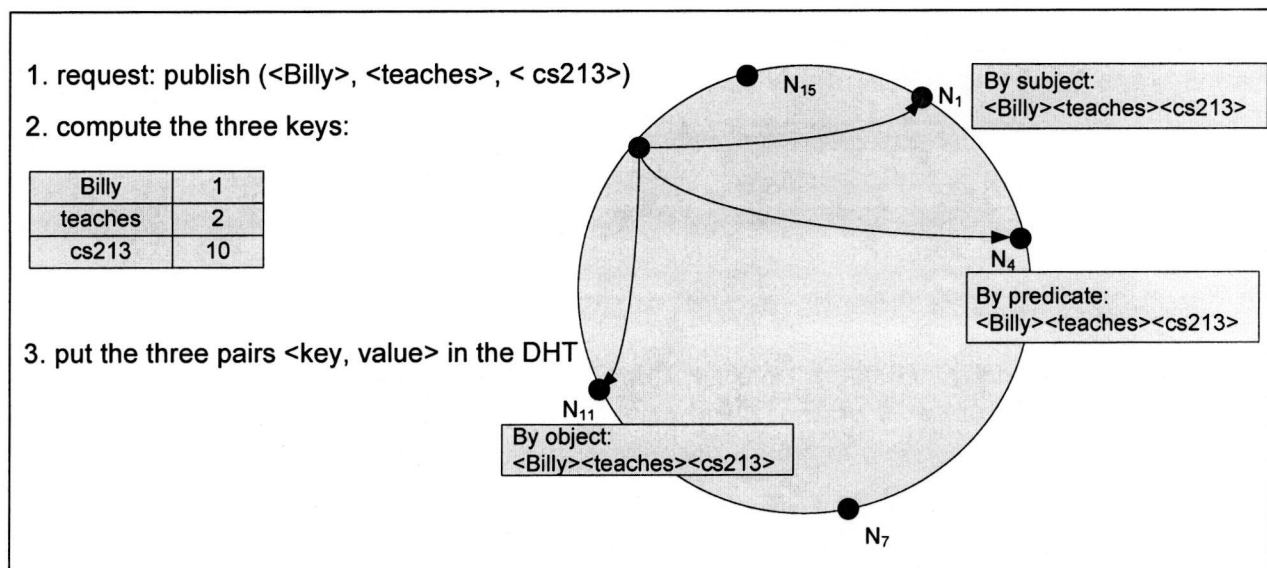 1. request: publish (<Billy>, <teaches>, < cs213>)
2. compute the three keys:
Billy 1
teaches 2
cs213 10
3. put the three pairs <key, value> in the DHT
N15
N1
By subject:
<Billy><teaches><cs213>
N4
By predicate:
<Billy><teaches><cs213>
N11
By object:
<Billy><teaches><cs213>
N7